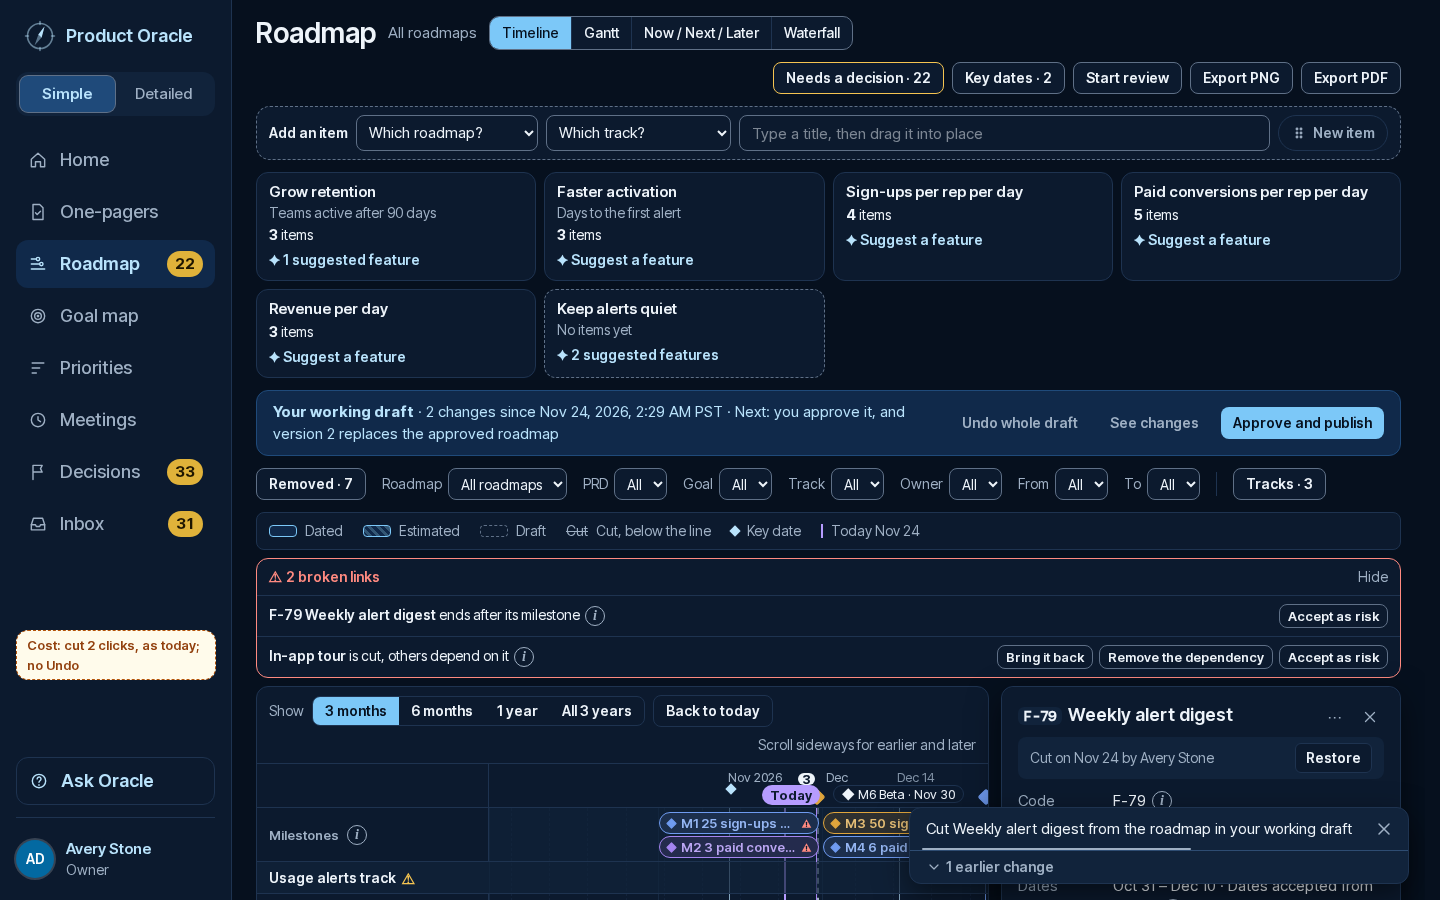 Product Oracle
Simple
Detailed
Home
One-pagers
Roadmap
22
Goal map
Priorities
Meetings
Decisions
33
Inbox
31
Cost: cut 2 clicks, as today;
no Undo
Ask Oracle
AD
Avery Stone
Owner
Roadmap
All roadmaps
Timeline
Gantt
Now / Next / Later
Waterfall
Needs a decision · 22
Key dates · 2
Start review
Export PNG
Export PDF
Add an item
Which roadmap?
Which track?
Type a title, then drag it into place
New item
Grow retention
Teams active after 90 days
3 items
✦ 1 suggested feature
Faster activation
Days to the first alert
3 items
✦ Suggest a feature
Sign-ups per rep per day
4 items
✦ Suggest a feature
Paid conversions per rep per day
5 items
✦ Suggest a feature
Revenue per day
3 items
✦ Suggest a feature
Keep alerts quiet
No items yet
✦ 2 suggested features
Your working draft · 2 changes since Nov 24, 2026, 2:29 AM PST · Next: you approve it, and
version 2 replaces the approved roadmap
Undo whole draft
See changes
Approve and publish
Removed · 7
Roadmap
All roadmaps
PRD
All
Goal
All
Track
All
Owner
All
From
All
To
All
Tracks · 3
Dated
Estimated
Draft
Cut
Cut, below the line
Key date
Today Nov 24
⚠ 2 broken links
Hide
F-79 Weekly alert digest ends after its milestone i
Accept as risk
In-app tour is cut, others depend on it i
Bring it back
Remove the dependency
Accept as risk
Show
3 months
6 months
1 year
All 3 years
Back to today
Scroll sideways for earlier and later
Nov 2026
3
Dec
Dec 14
Today
M6 Beta · Nov 30
Milestones i
M1 25 sign-ups ...
M3 50 sig
M2 3 paid conve...
M4 6 paid
Usage alerts track ⚠
F-79 Weekly alert digest
...
Cut on Nov 24 by Avery Stone
Restore
Code
F-79 i
Cut Weekly alert digest from the roadmap in your working draft
1 earlier change
Dates
Oct 31 – Dec 10 · Dates accepted from